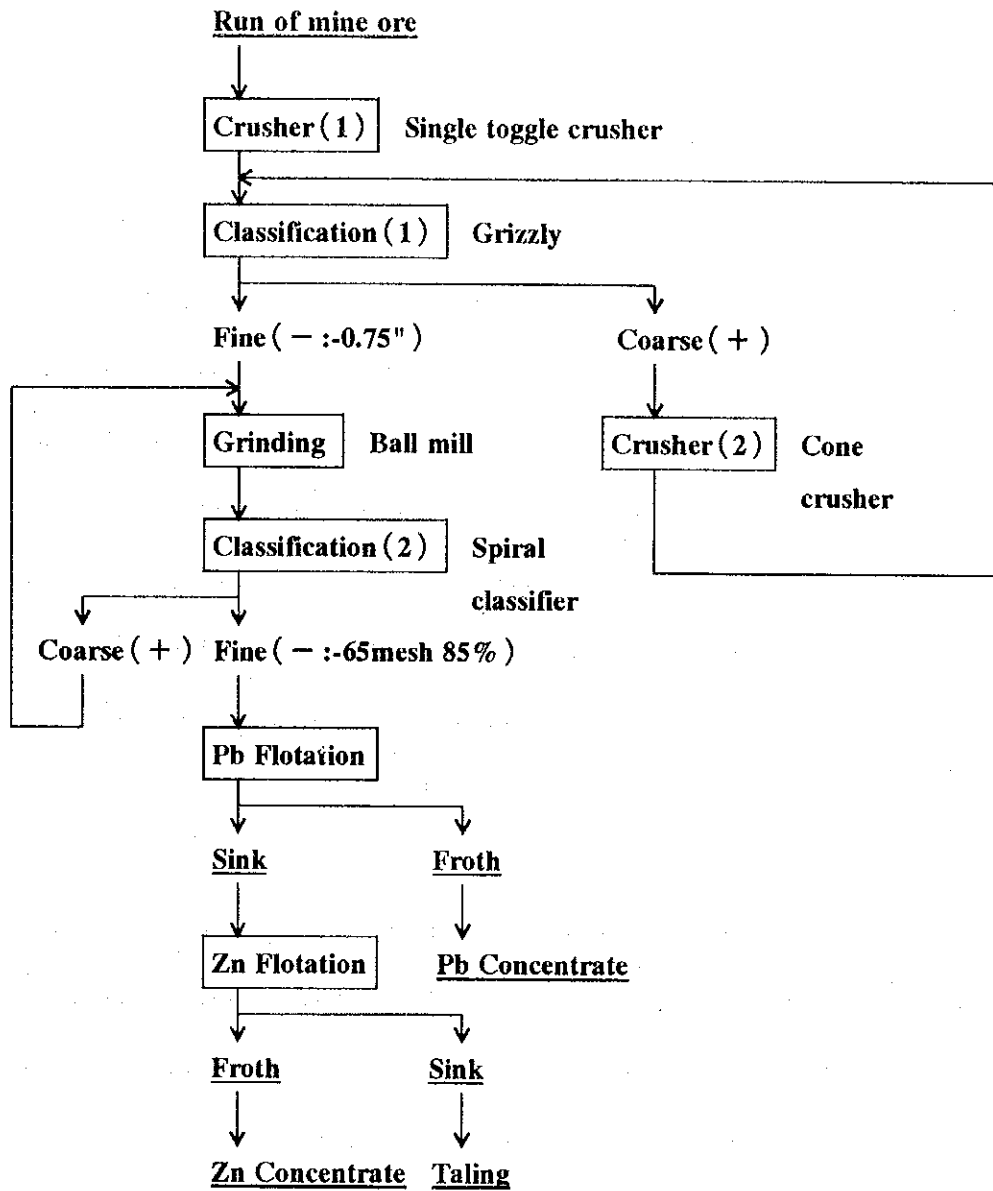 Run of mine ore
Crusher(1) Single toggle crusher
Classification(1) Grizzly
Fine(−:-0.75") Coarse(+)
Grinding Ball mill Crusher(2) Cone
crusher
Classification(2) Spiral
classifier
Coarse(+) Fine(−:-65mesh 85%)
Pb Flotation
Sink Froth
Zn Flotation Pb Concentrate
Froth Sink
Zn Concentrate Taling